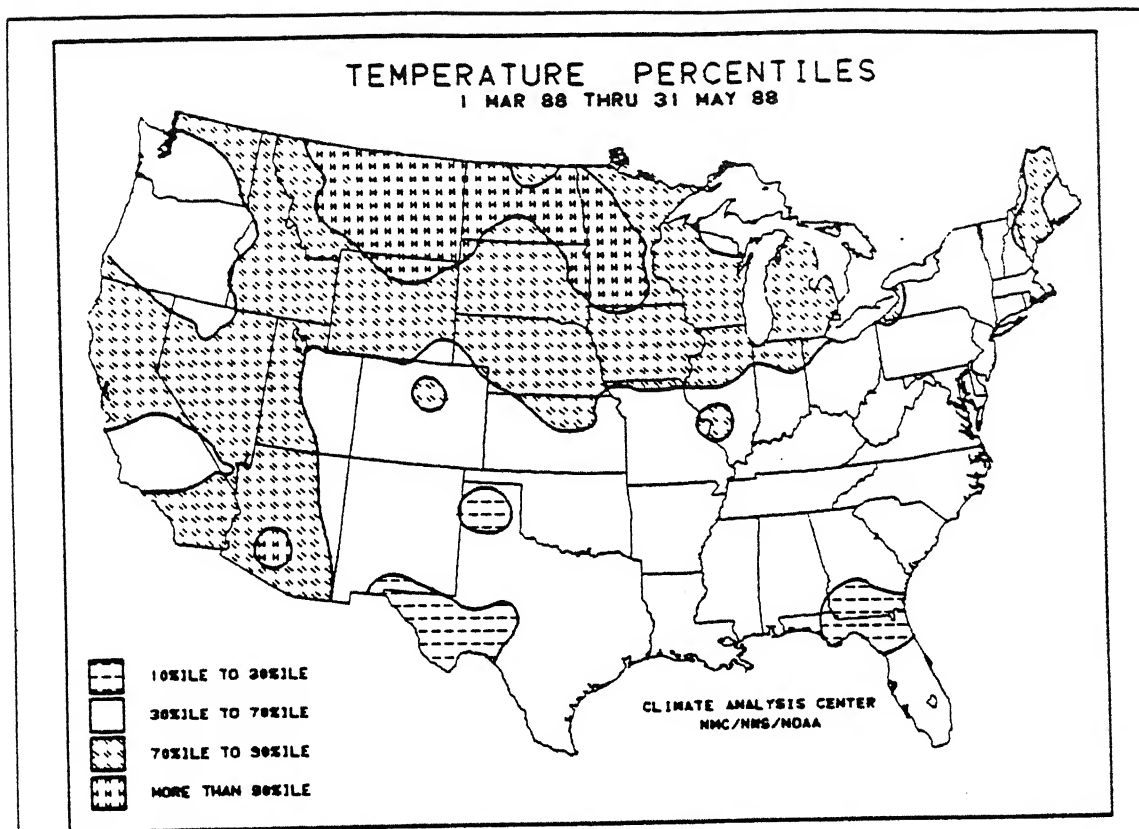 TEMPERATURE PERCENTILES
1 MAR 88 THRU 31 MAY 88
10%ILE TO 30%ILE
30%ILE TO 70%ILE
70%ILE TO 90%ILE
MORE THAN 90%ILE
CLIMATE ANALYSIS CENTER
NMC/NWS/NOAA